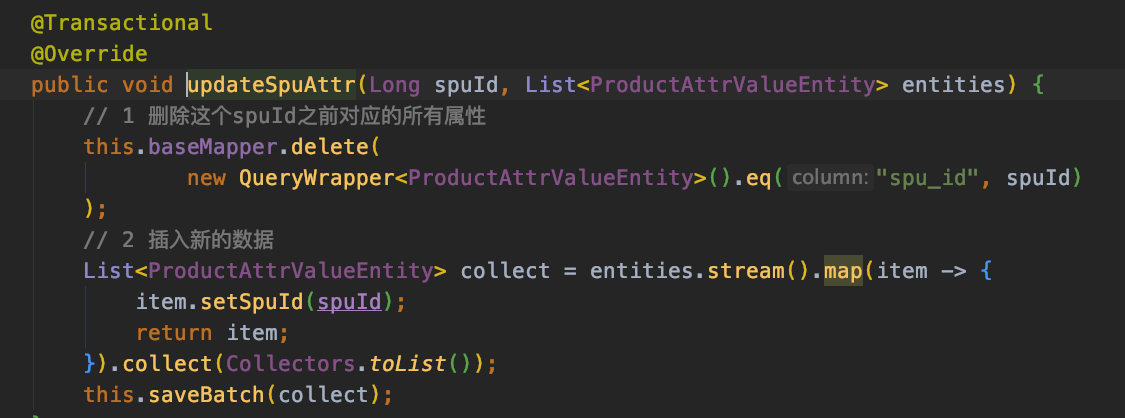 @Transactional
@Override
public void updateSpuAttr(Long spuId, List<ProductAttrValueEntity> entities) {
// 1 删除这个spuId之前对应的所有属性
this.baseMapper.delete(
new QueryWrapper<ProductAttrValueEntity>().eq( column: "spu_id", spuId)
);
// 2 插入新的数据
List<ProductAttrValueEntity> collect = entities.stream().map(item -> {
item.setSpuId(spuId);
return item;
}).collect(Collectors.toList());
this.saveBatch(collect);